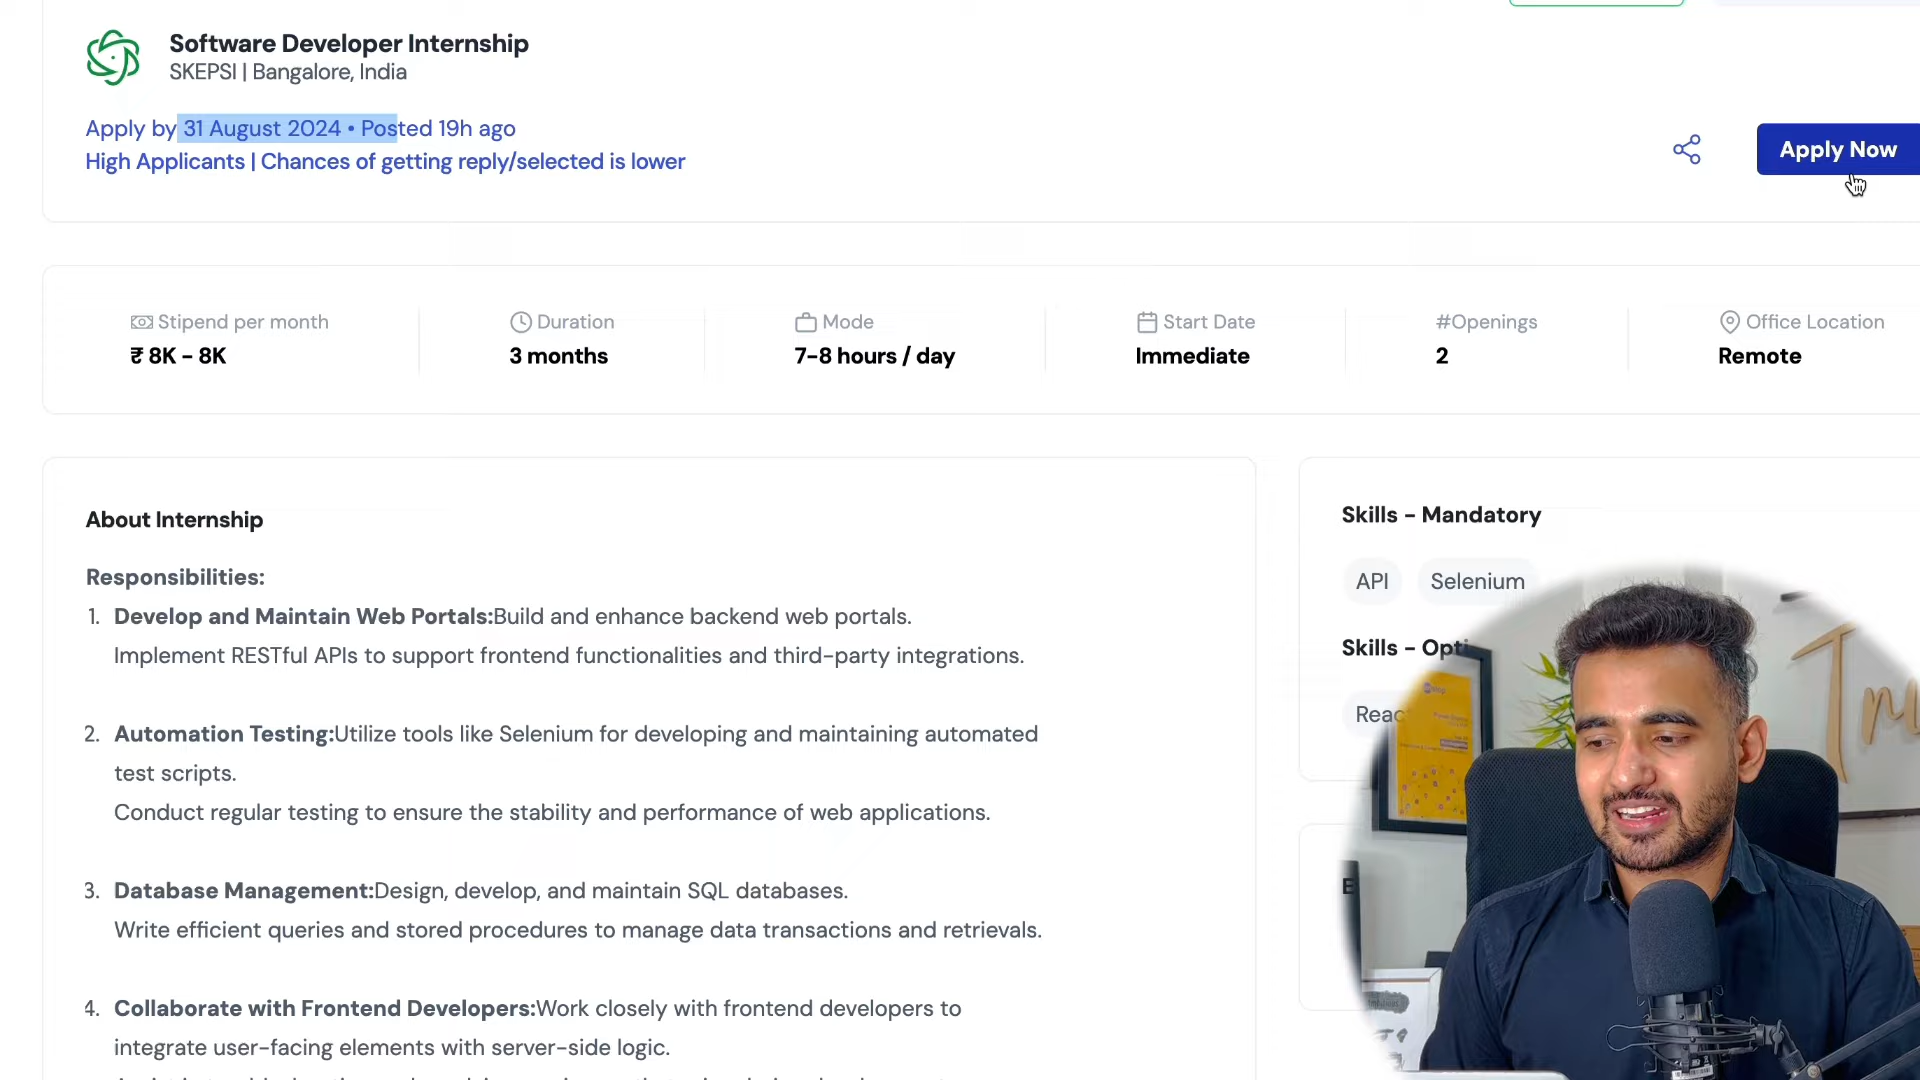 Software Developer Internship
SKEPSI | Bangalore, India
Apply by 31 August 2024 • Posted 19h ago
High Applicants | Chances of getting reply/selected is lower
Apply Now
Stipend per month
₹ 8K - 8K
Duration
3 months
Mode
7-8 hours / day
Start Date
Immediate
#Openings
2
Office Location
Remote
About Internship
Responsibilities:
1. Develop and Maintain Web Portals:Build and enhance backend web portals.
Implement RESTful APIs to support frontend functionalities and third-party integrations.
2. Automation Testing:Utilize tools like Selenium for developing and maintaining automated
test scripts.
Conduct regular testing to ensure the stability and performance of web applications.
3. Database Management:Design, develop, and maintain SQL databases.
Write efficient queries and stored procedures to manage data transactions and retrievals.
4. Collaborate with Frontend Developers:Work closely with frontend developers to
integrate user-facing elements with server-side logic.
Skills - Mandatory
API Selenium
Skills - Opti
Reac